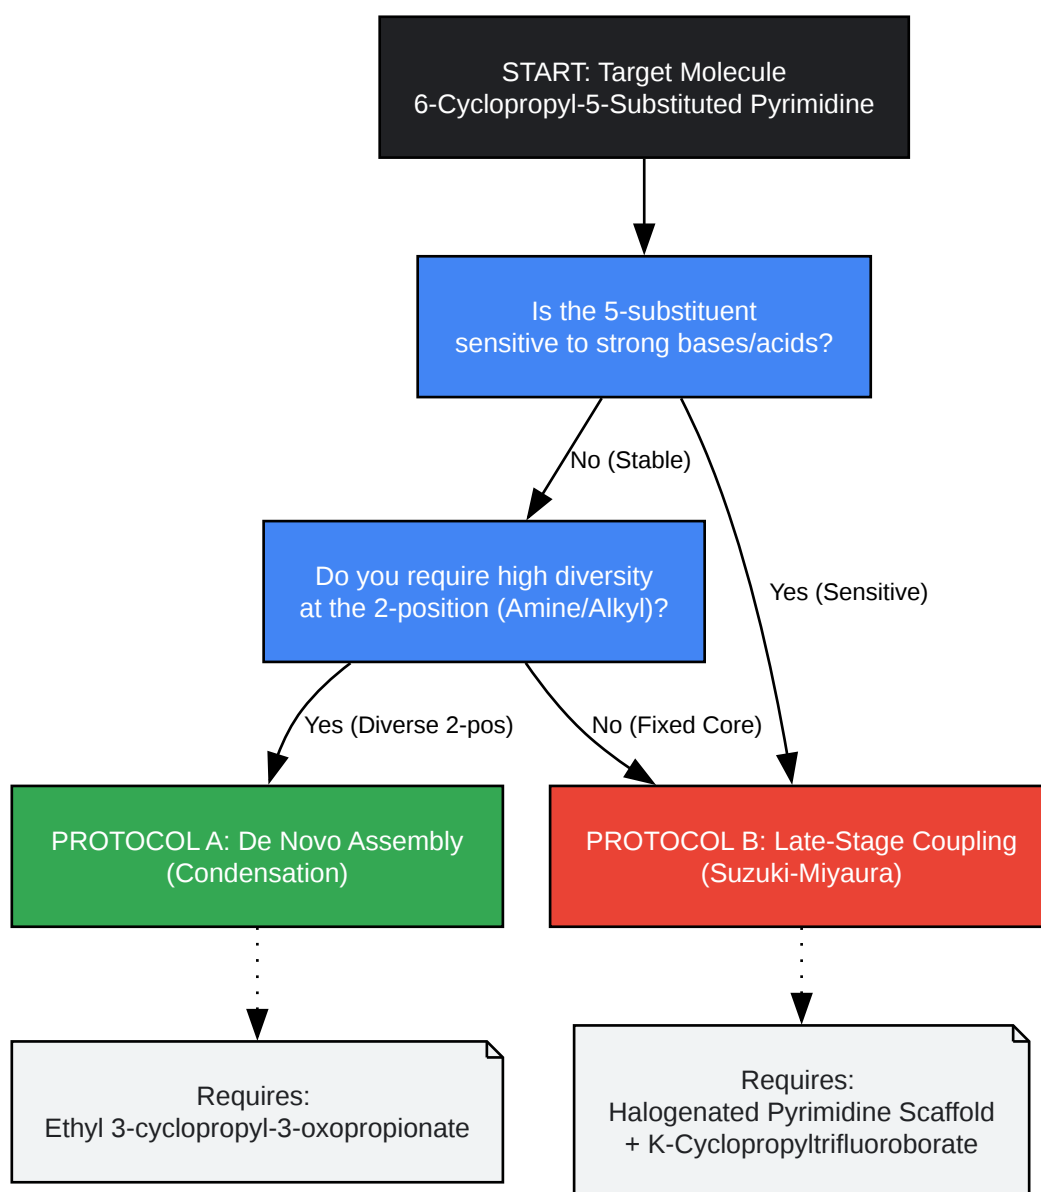 START: Target Molecule
6-Cyclopropyl-5-Substituted Pyrimidine
Is the 5-substituent
sensitive to strong bases/acids?
No (Stable)
Yes (Sensitive)
Do you require high diversity
at the 2-position (Amine/Alkyl)?
Yes (Diverse 2-pos)
No (Fixed Core)
PROTOCOL A: De Novo Assembly
(Condensation)
PROTOCOL B: Late-Stage Coupling
(Suzuki-Miyaura)
Requires:
Ethyl 3-cyclopropyl-3-oxopropionate
Requires:
Halogenated Pyrimidine Scaffold
+ K-Cyclopropyltrifluoroborate